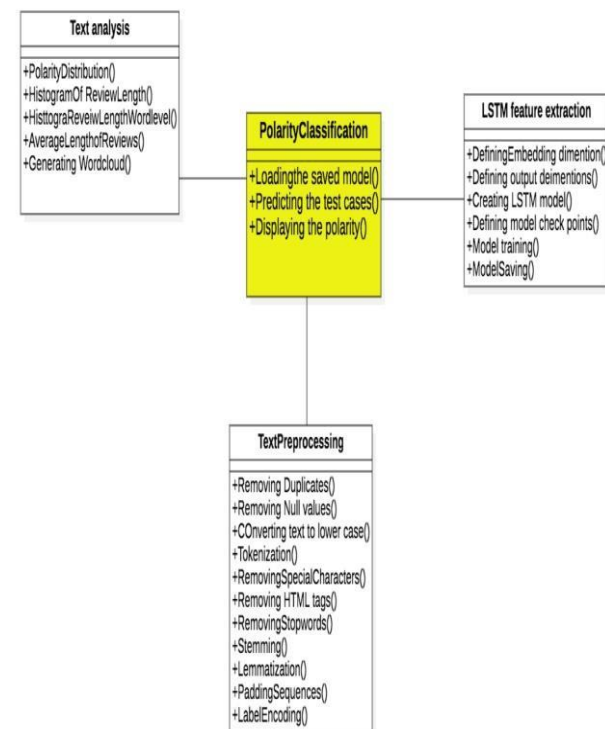 Text analysis
+PolarityDistribution()
+HistogramOf ReviewLength()
+HisttograReveiwLengthWordlevel()
+AverageLengthofReviews()
+Generating Wordcloud()
PolarityClassification
+Loadingthe saved model()
+Predicting the test cases()
+Displaying the polarity()
LSTM feature extraction
+DefiningEmbedding dimention()
+Defining output deimentions()
+Creating LSTM model()
+Defining model check points()
+Model training()
+ModelSaving()
TextPreprocessing
+Removing Duplicates()
+Removing Null values()
+COnverting text to lower case()
+Tokenization()
+RemovingSpecialCharacters()
+Removing HTML tags()
+RemovingStopwords()
+Stemming()
+Lemmatization()
+PaddingSequences()
+LabelEncoding()